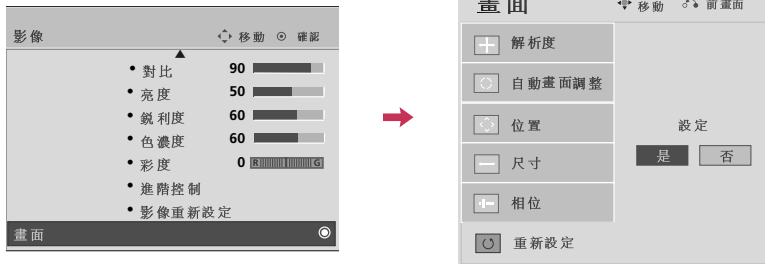 影像 移動 確認
• 對比 90
• 亮度 50
• 銳利度 60
• 色濃度 60
• 彩度 0 R G
• 進階控制
• 影像重新設定
畫面
畫面 移動 前畫面
解析度
自動畫面調整
位置
尺寸
相位
重新設定
設定
是 否